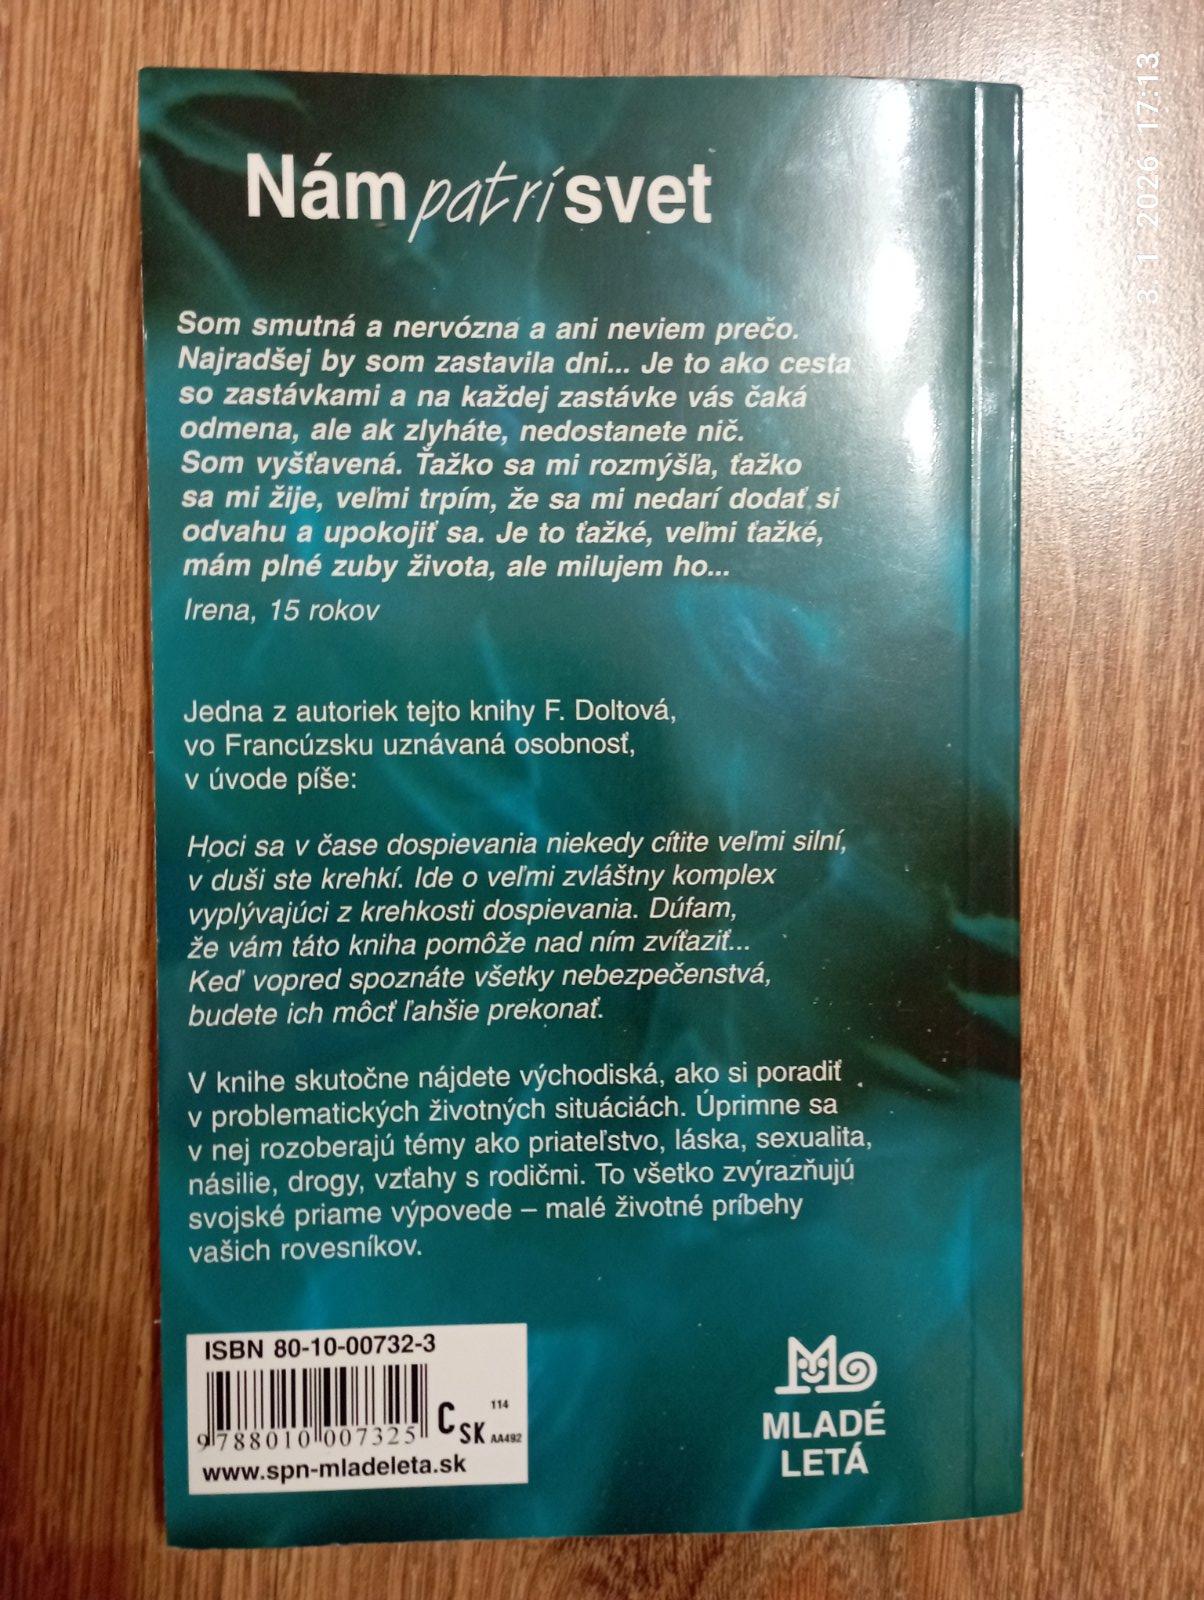 Nám patrí svet
Som smutná a nervózna a ani neviem prečo.
Najradšej by som zastavila dni... Je to ako cesta
so zastávkami a na každej zastávke vás čaká
odmena, ale ak zlyháte, nedostanete nič.
Som vyšťavená. Ťažko sa mi rozmýšľa, ťažko
sa mi žije, veľmi trpím, že sa mi nedarí dodať si
odvahu a upokojiť sa. Je to ťažké, veľmi ťažké,
mám plné zuby života, ale milujem ho...
Irena, 15 rokov
Jedna z autoriek tejto knihy F. Doltová,
vo Francúzsku uznávaná osobnosť,
v úvode píše:
Hoci sa v čase dospievania niekedy cítite veľmi silní,
v duši ste krehkí. Ide o veľmi zvláštny komplex
vyplývajúci z krehkosti dospievania. Dúfam,
že vám táto kniha pomôže nad ním zvíťaziť...
Keď vopred spoznáte všetky nebezpečenstvá,
budete ich môcť ľahšie prekonať.
V knihe skutočne nájdete východiská, ako si poradiť
v problematických životných situáciách. Úprimne sa
v nej rozoberajú témy ako priateľstvo, láska, sexualita,
násilie, drogy, vzťahy s rodičmi. To všetko zvýrazňujú
svojské priame výpovede – malé životné príbehy
vašich rovesníkov.
ISBN 80-10-00732-3
9 788010 007325
C SK 114 AA492
www.spn-mladeleta.sk
MLADÉ
LETÁ
3. 1. 2026 17:13